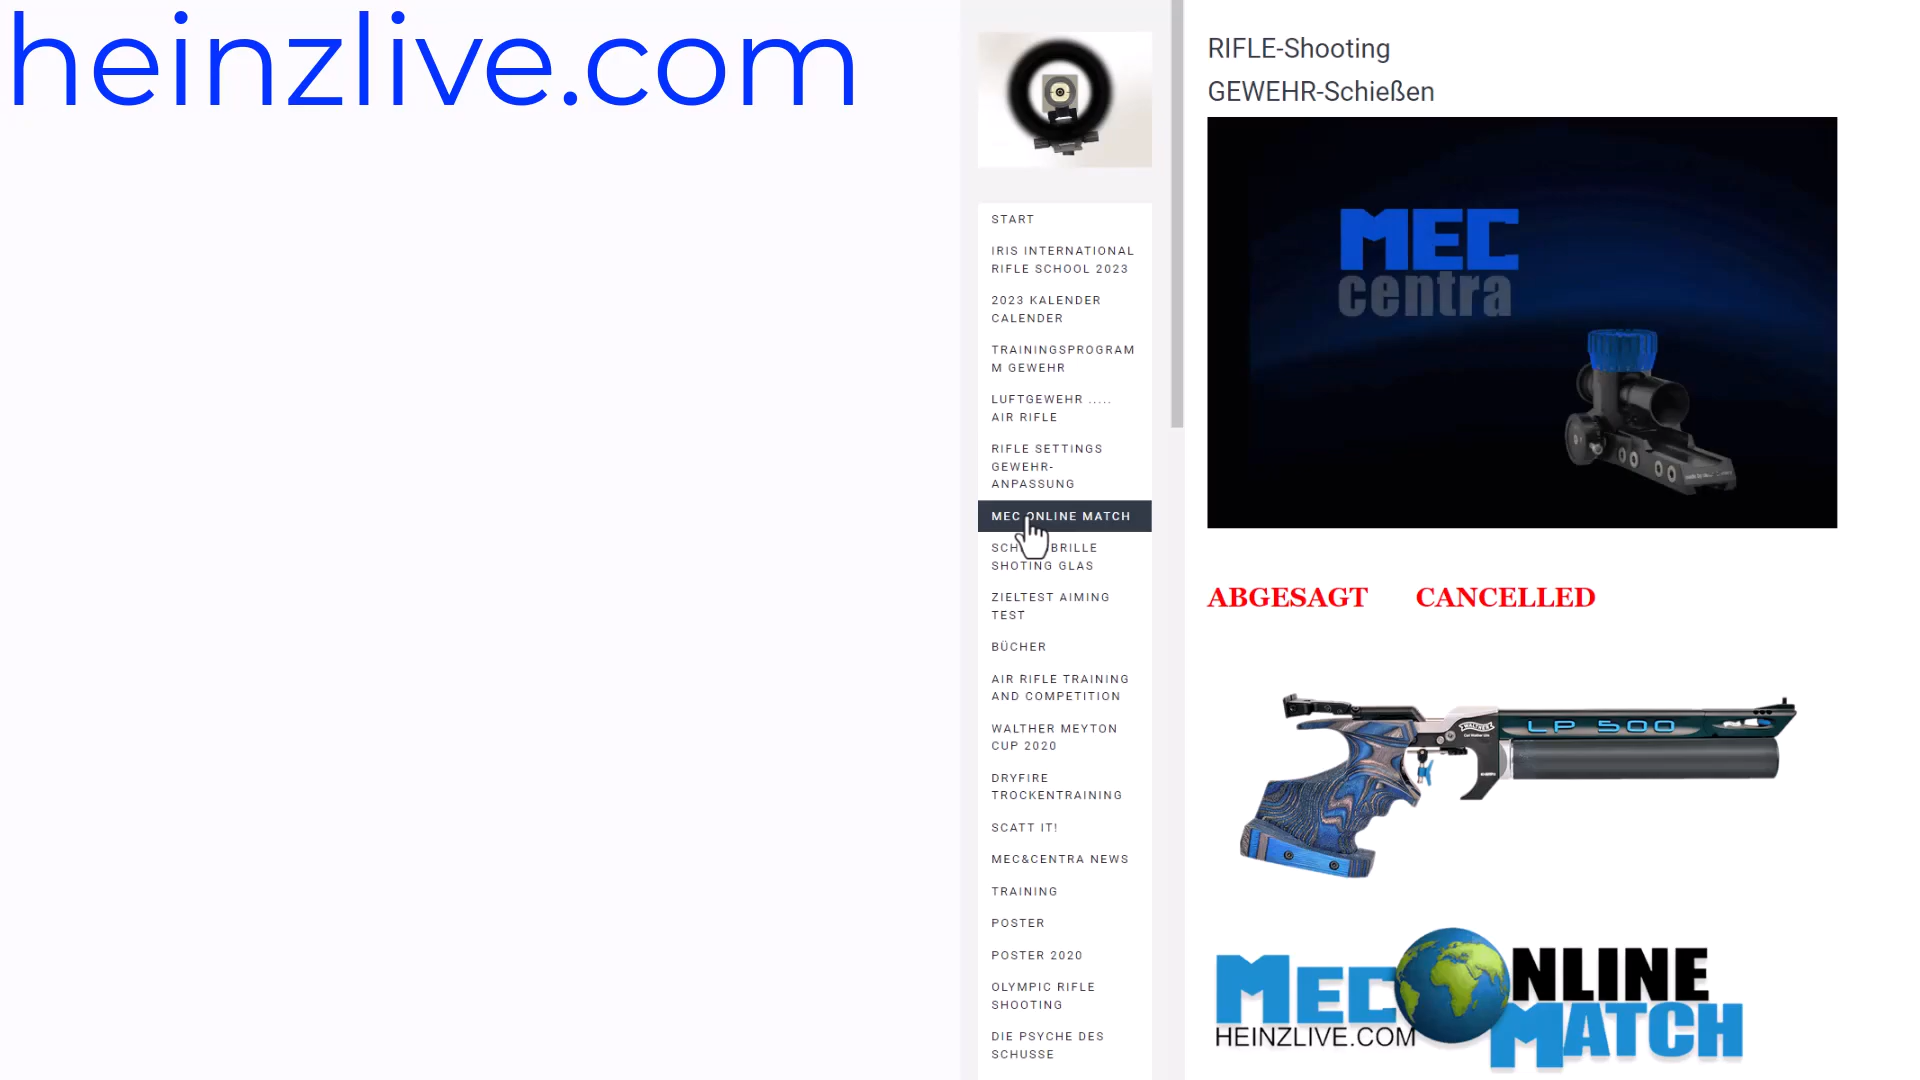 heinzlive.com
START
IRIS INTERNATIONAL
RIFLE SCHOOL 2023
2023 KALENDER
CALENDER
TRAININGSPROGRAM
M GEWEHR
LUFTGEWEHR .....
AIR RIFLE
RIFLE SETTINGS
GEWEHR-
ANPASSUNG
MEC ONLINE MATCH
BRILLE
SHOTING GLAS
ZIELTEST AIMING
TEST
BÜCHER
AIR RIFLE TRAINING
AND COMPETITION
WALTHER MEYTON
CUP 2020
DRYFIRE
TROCKENTRAINING
SCATT IT!
MEC&CENTRA NEWS
TRAINING
POSTER
POSTER 2020
OLYMPIC RIFLE
SHOOTING
DIE PSYCHE DES
SCHUSSE
RIFLE-Shooting
GEWEHR-Schießen
MEC
centra
ABGESAGT CANCELLED
WALTHER
LP 500
MEC ONLINE
MATCH
HEINZLIVE.COM